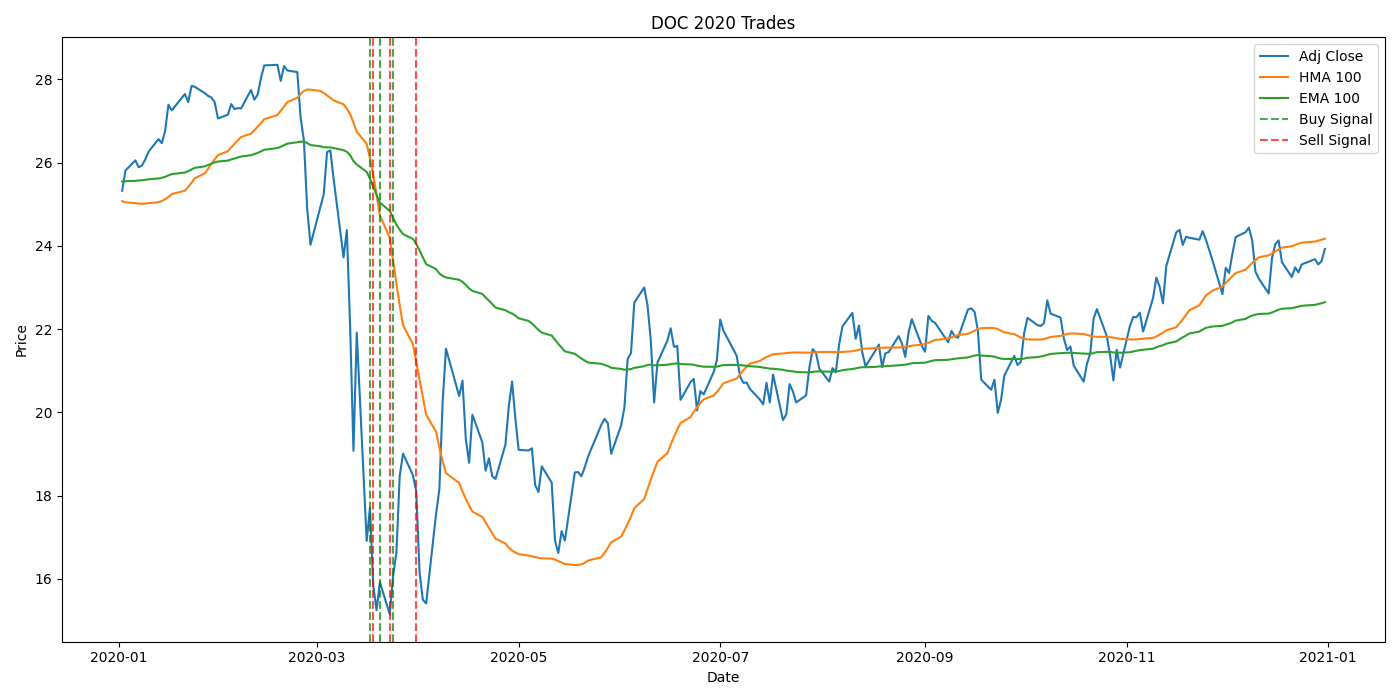 DOC 2020 Trades
Adj Close
HMA 100
EMA 100
Buy Signal
Sell Signal
Price
28
26
24
22
20
18
16
2020-01 2020-03 2020-05 2020-07 2020-09 2020-11 2021-01
Date